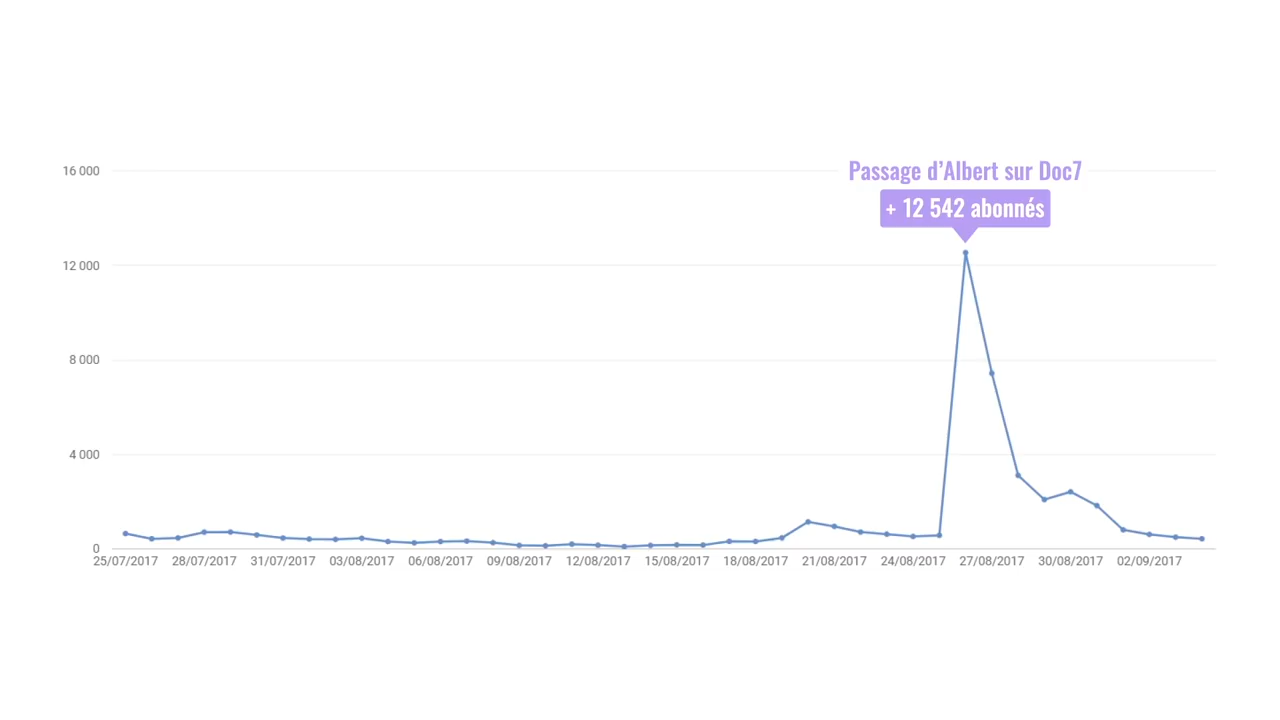 16 000
Passage d’Albert sur Doc7
+ 12 542 abonnés
12 000
8 000
4 000
0
25/07/2017 28/07/2017 31/07/2017 03/08/2017 06/08/2017 09/08/2017 12/08/2017 15/08/2017 18/08/2017 21/08/2017 24/08/2017 27/08/2017 30/08/2017 02/09/2017